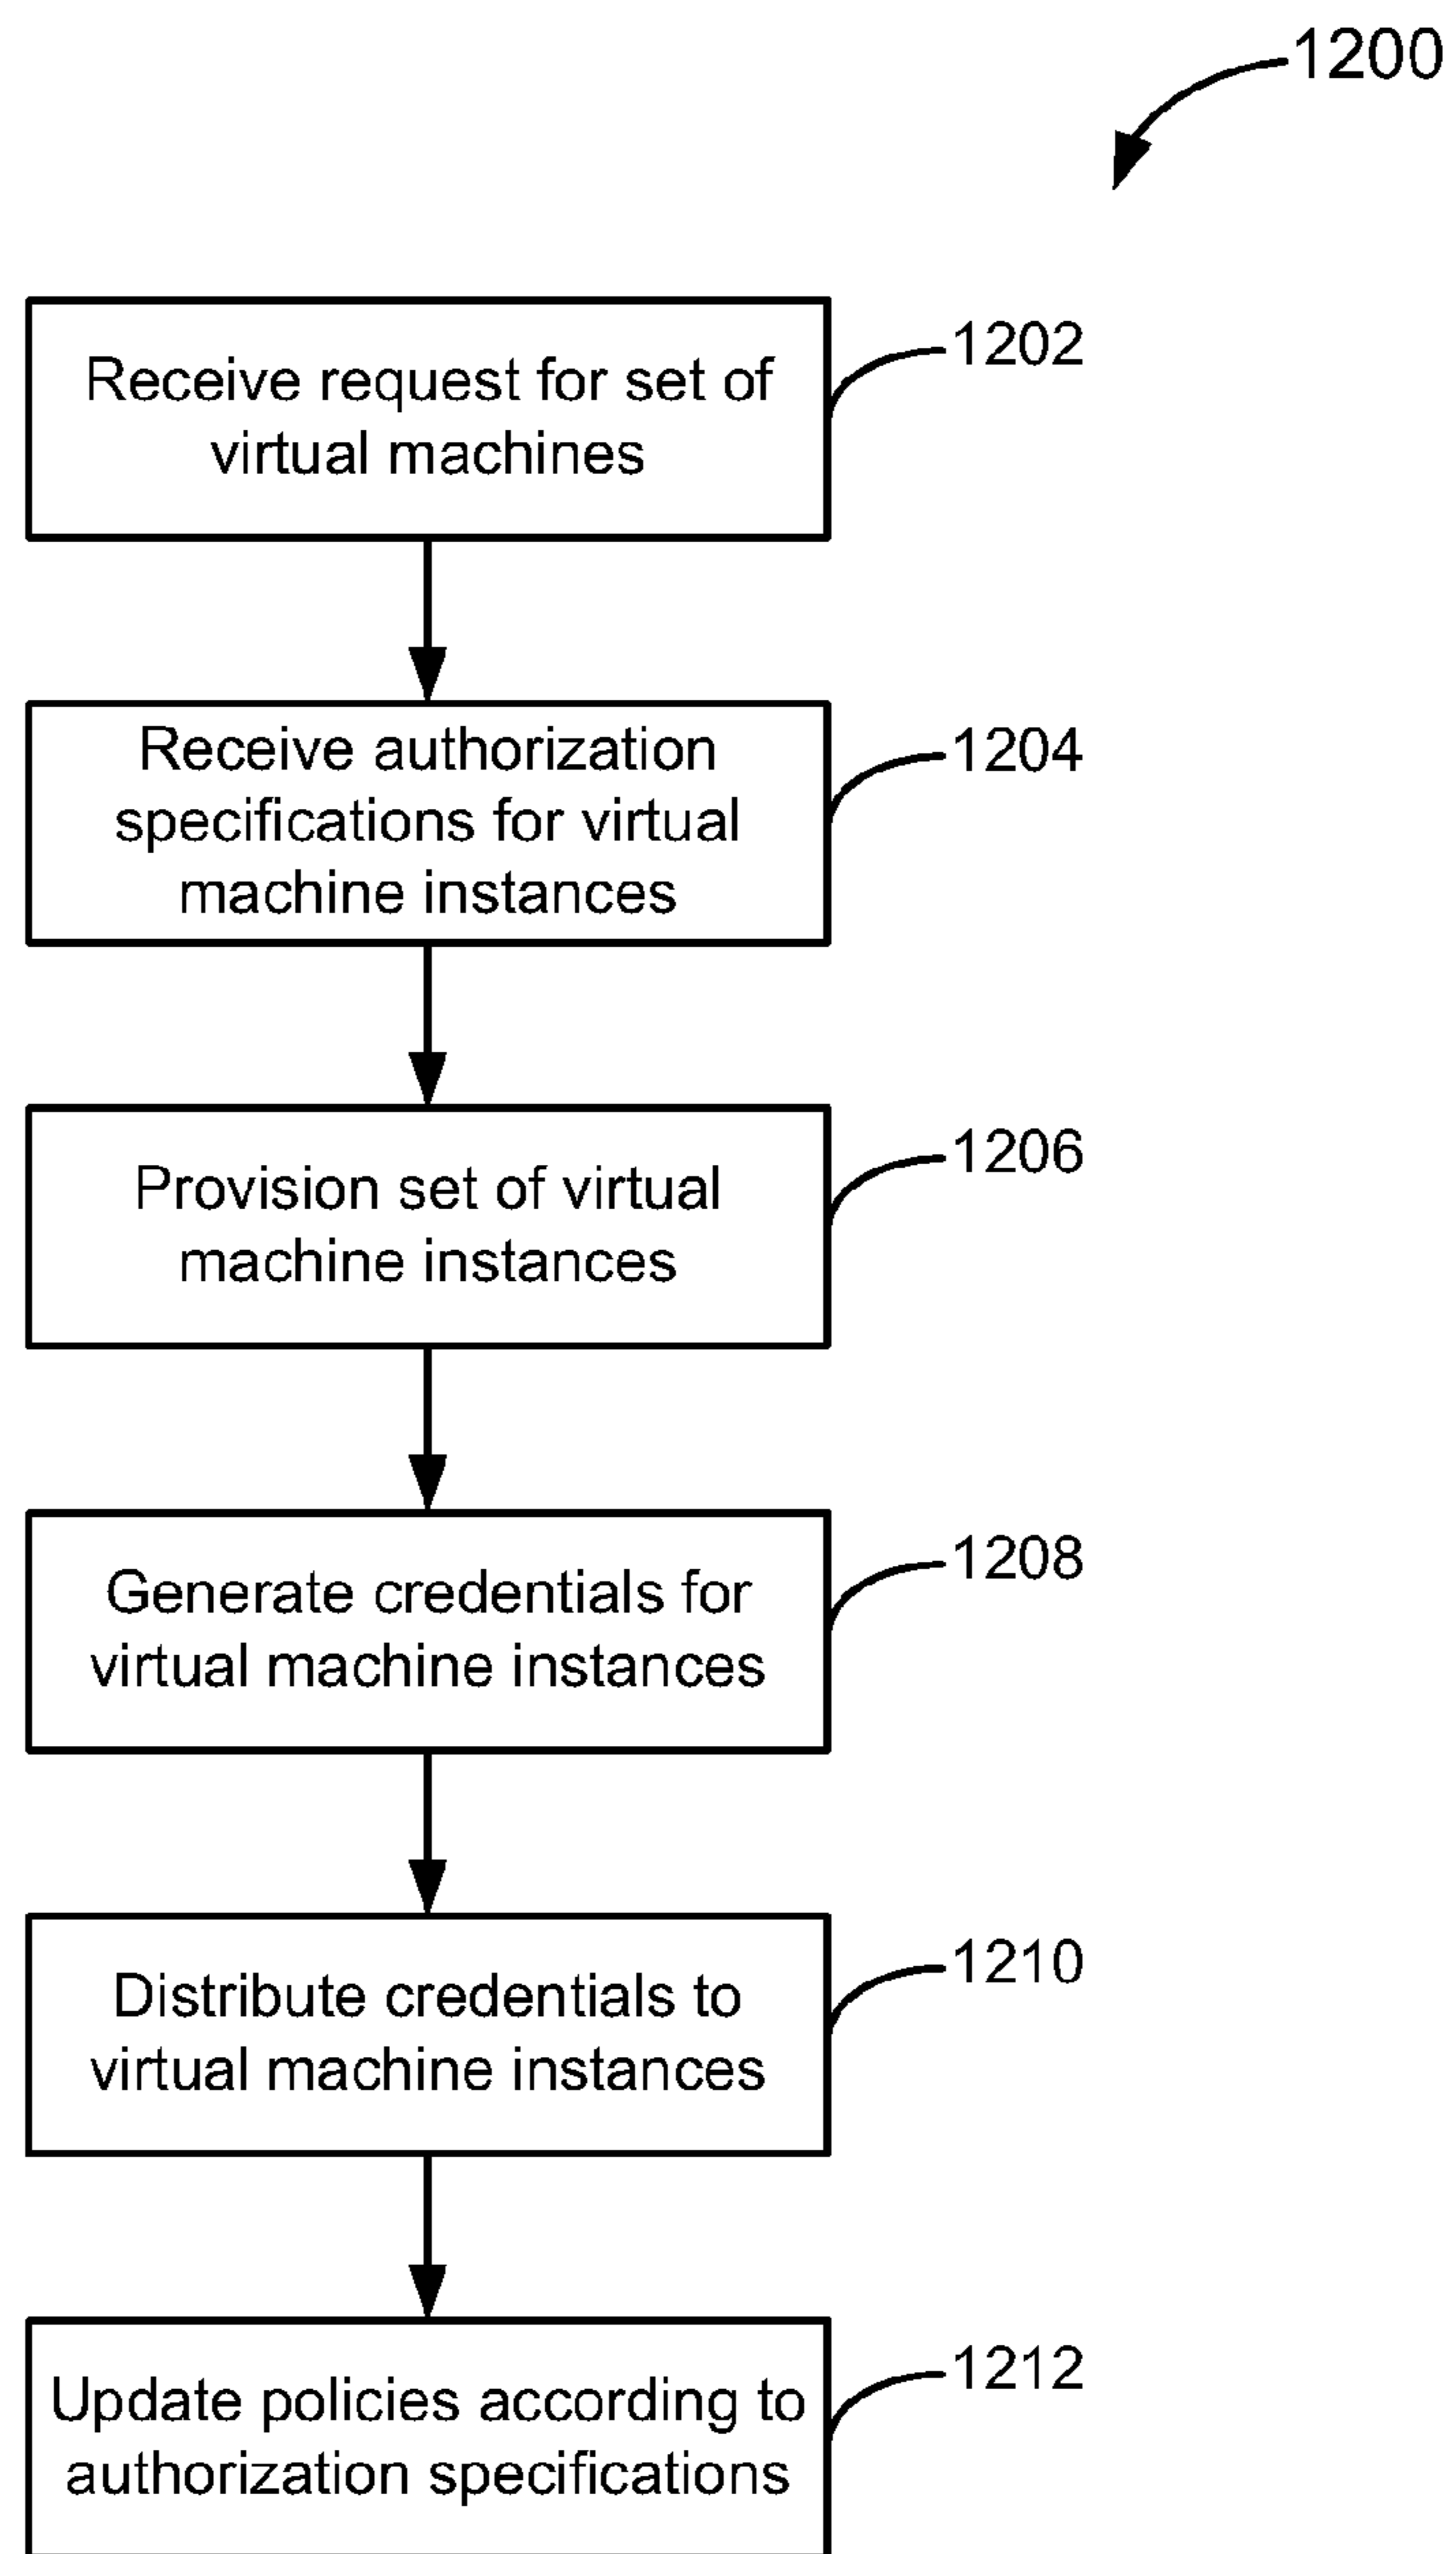 1200
Receive request for set of
virtual machines
1202
Receive authorization
specifications for virtual
machine instances
1204
Provision set of virtual
machine instances
1206
Generate credentials for
virtual machine instances
1208
Distribute credentials to
virtual machine instances
1210
Update policies according to
authorization specifications
1212